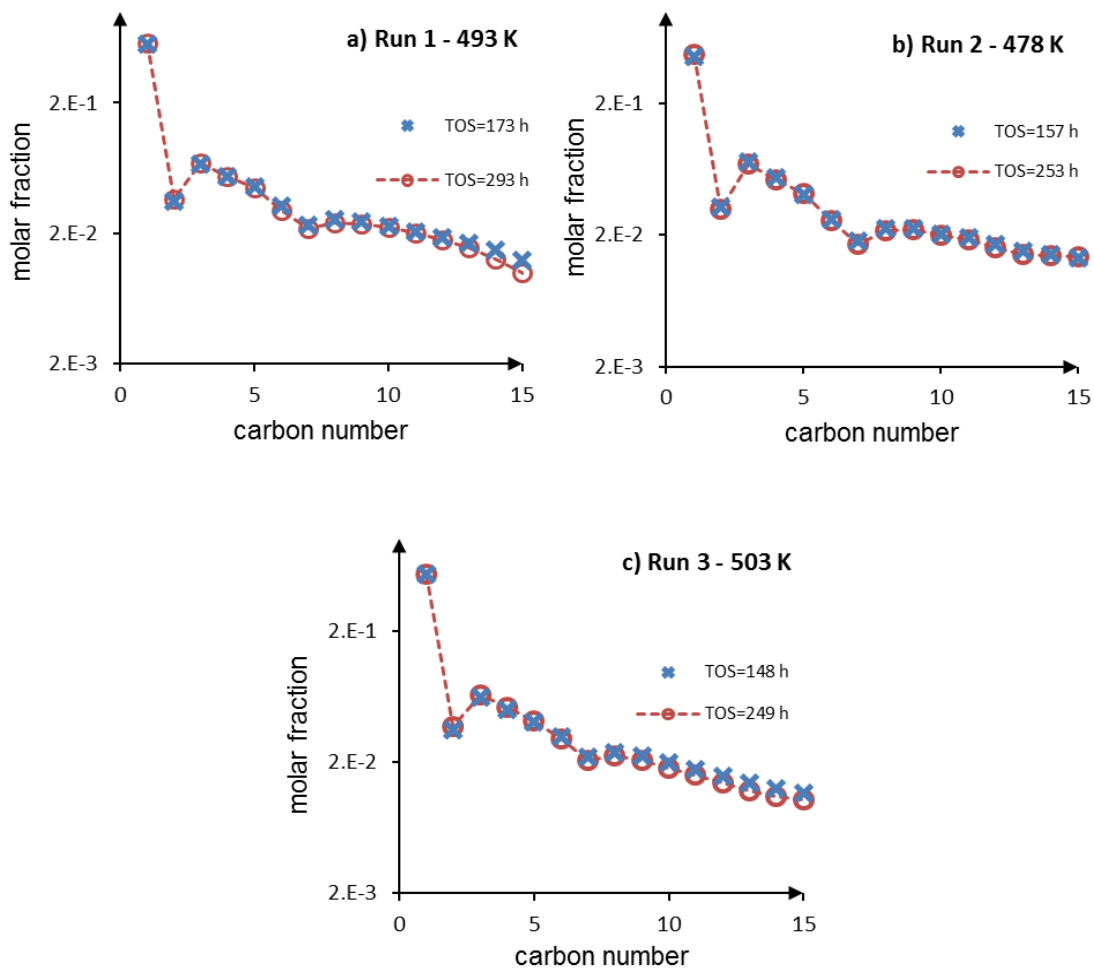 a) Run 1 - 493 K
2.E-1
2.E-2
2.E-3
molar fraction
TOS=173 h
TOS=293 h
0 5 10 15
carbon number
b) Run 2 - 478 K
2.E-1
2.E-2
2.E-3
molar fraction
TOS=157 h
TOS=253 h
0 5 10 15
carbon number
c) Run 3 - 503 K
2.E-1
2.E-2
2.E-3
molar fraction
TOS=148 h
TOS=249 h
0 5 10 15
carbon number